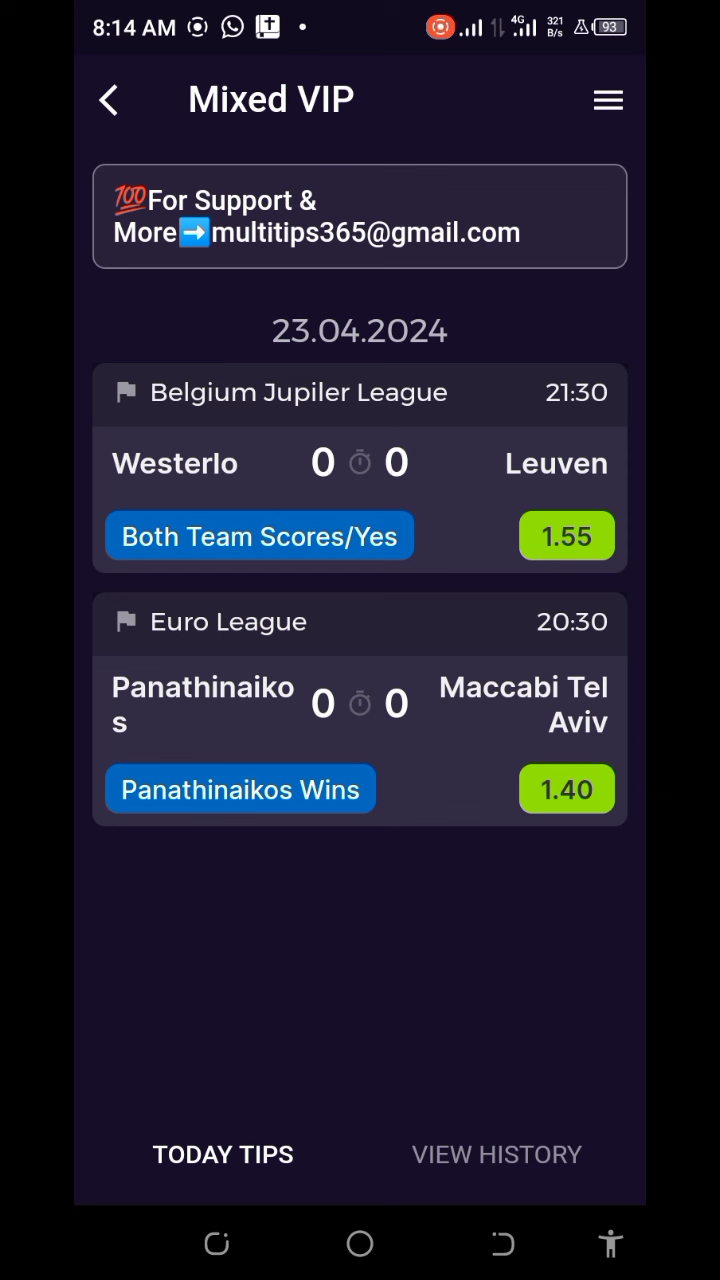 8:14 AM 4G 321 B/s 93
Mixed VIP
💯For Support &
More➡️multitips365@gmail.com
23.04.2024
Belgium Jupiler League 21:30
Westerlo 0 0 Leuven
Both Team Scores/Yes 1.55
Euro League 20:30
Panathinaiko 0 0 Maccabi Tel
s Aviv
Panathinaikos Wins 1.40
TODAY TIPS VIEW HISTORY